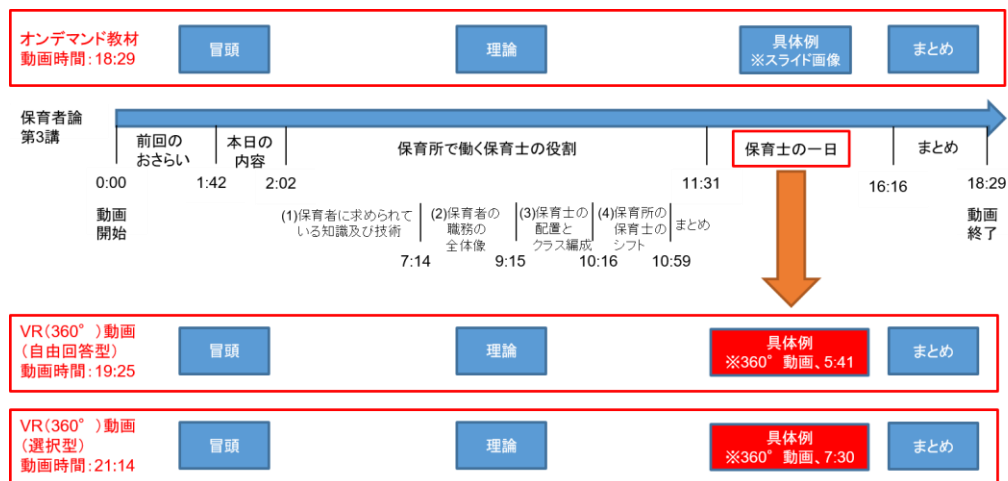 オンデマンド教材
動画時間:18:29
冒頭
理論
具体例
※スライド画像
まとめ
保育者論
第3講
前回の
おさらい
本日の
内容
保育所で働く保育士の役割
保育士の一日
まとめ
0:00
1:42
2:02
11:31
16:16
18:29
動画
開始
(1)保育者に求められて
いる知識及び技術
(2)保育者の
職務の
全体像
(3)保育士の
配置と
クラス編成
(4)保育所の
保育士の
シフト
まとめ
動画
終了
7:14
9:15
10:16
10:59
VR(360°)動画
(自由回答型)
動画時間:19:25
冒頭
理論
具体例
※360°動画、5:41
まとめ
VR(360°)動画
(選択型)
動画時間:21:14
冒頭
理論
具体例
※360°動画、7:30
まとめ